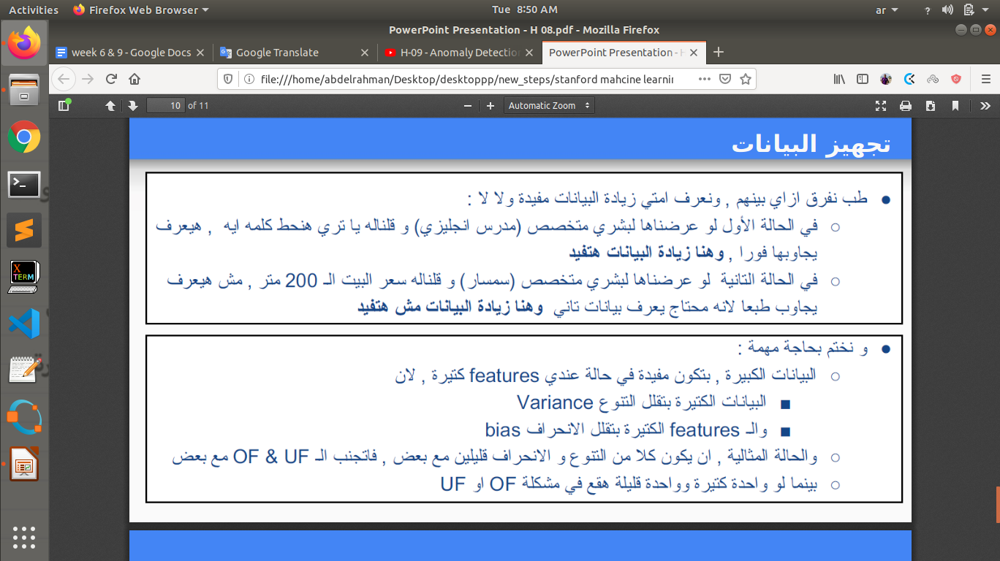 Activities
Firefox Web Browser
Tue 8:50 AM
ar
PowerPoint Presentation - H 08.pdf - Mozilla Firefox
week 6 & 9 - Google Docs
Google Translate
H-09 - Anomaly Detection
PowerPoint Presentation - H
file:///home/abdelrahman/Desktop/desktoppp/new_steps/stanford mahcine learnin
10 of 11
Automatic Zoom
تجهيز البيانات
طب نفرق ازاي بينهم , ونعرف امتي زيادة البيانات مفيدة ولا لا :
في الحالة الأول لو عرضناها لبشري متخصص (مدرس انجليزي) و قلناله يا تري هنحط كلمه ايه , هيعرف
يجاوبها فورا , وهنا زيادة البيانات هتفيد
في الحالة التانية لو عرضناها لبشري متخصص (سمسار) و قلناله سعر البيت الـ 200 متر , مش هيعرف
يجاوب طبعا لانه محتاج يعرف بيانات تاني وهنا زيادة البيانات مش هتفيد
و نختم بحاجة مهمة :
البيانات الكبيرة , بتكون مفيدة في حالة عندي features كتيرة , لان
البيانات الكتيرة بتقلل التنوع Variance
والـ features الكتيرة بتقلل الانحراف bias
والحالة المثالية , ان يكون كلا من التنوع و الانحراف قليلين مع بعض , فاتجنب الـ OF & UF مع بعض
بينما لو واحدة كتيرة وواحدة قليلة هقع في مشكلة OF او UF
X
TERM